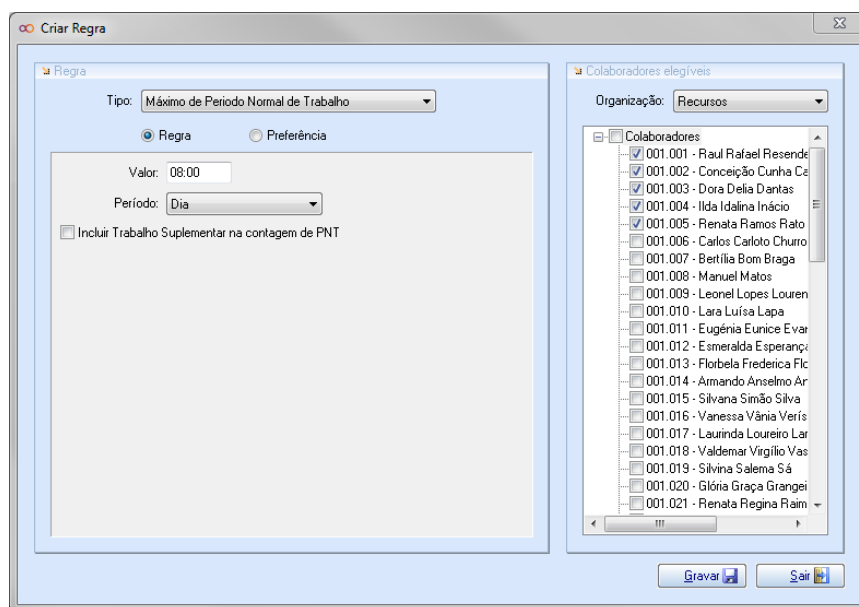 Criar Regra
Regra
Tipo: Máximo de Periodo Normal de Trabalho
Regra Preferência
Valor: 08:00
Período: Dia
Incluir Trabalho Suplementar na contagem de PNT
Colaboradores elegíveis
Organização: Recursos
Colaboradores
001.001 - Raul Rafael Resende
001.002 - Conceição Cunha Ca
001.003 - Dora Delia Dantas
001.004 - Ilda Idalina Inácio
001.005 - Renata Ramos Rato
001.006 - Carlos Carloto Churro
001.007 - Bertília Bom Braga
001.008 - Manuel Matos
001.009 - Leonel Lopes Louren
001.010 - Lara Luísa Lapa
001.011 - Eugénia Eunice Evar
001.012 - Esmeralda Esperança
001.013 - Florbela Frederica Flc
001.014 - Armando Anselmo Ar
001.015 - Silvana Simão Silva
001.016 - Vanessa Vânia Verís
001.017 - Laurinda Loureiro Lar
001.018 - Valdemar Virgílio Vas
001.019 - Silvina Salema Sá
001.020 - Glória Graça Grangei
001.021 - Renata Regina Raim
Gravar Sair